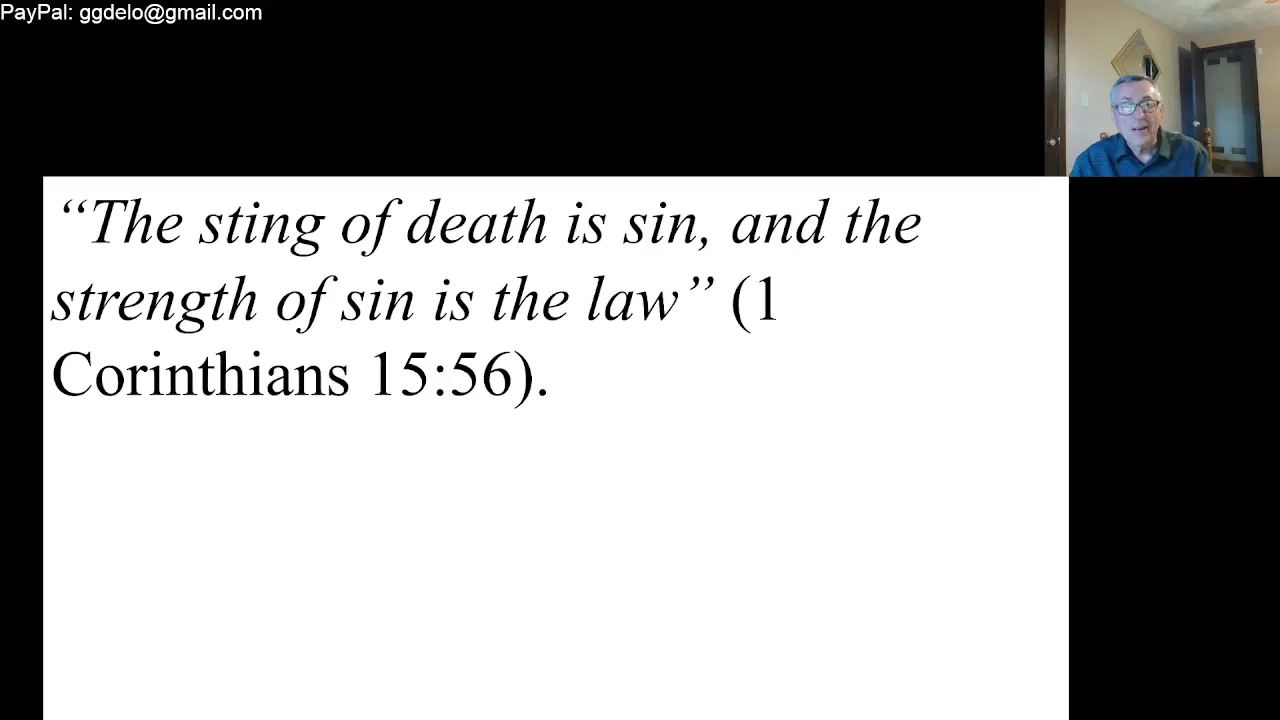 PayPal: ggdelo@gmail.com
“The sting of death is sin, and the
strength of sin is the law” (1
Corinthians 15:56).